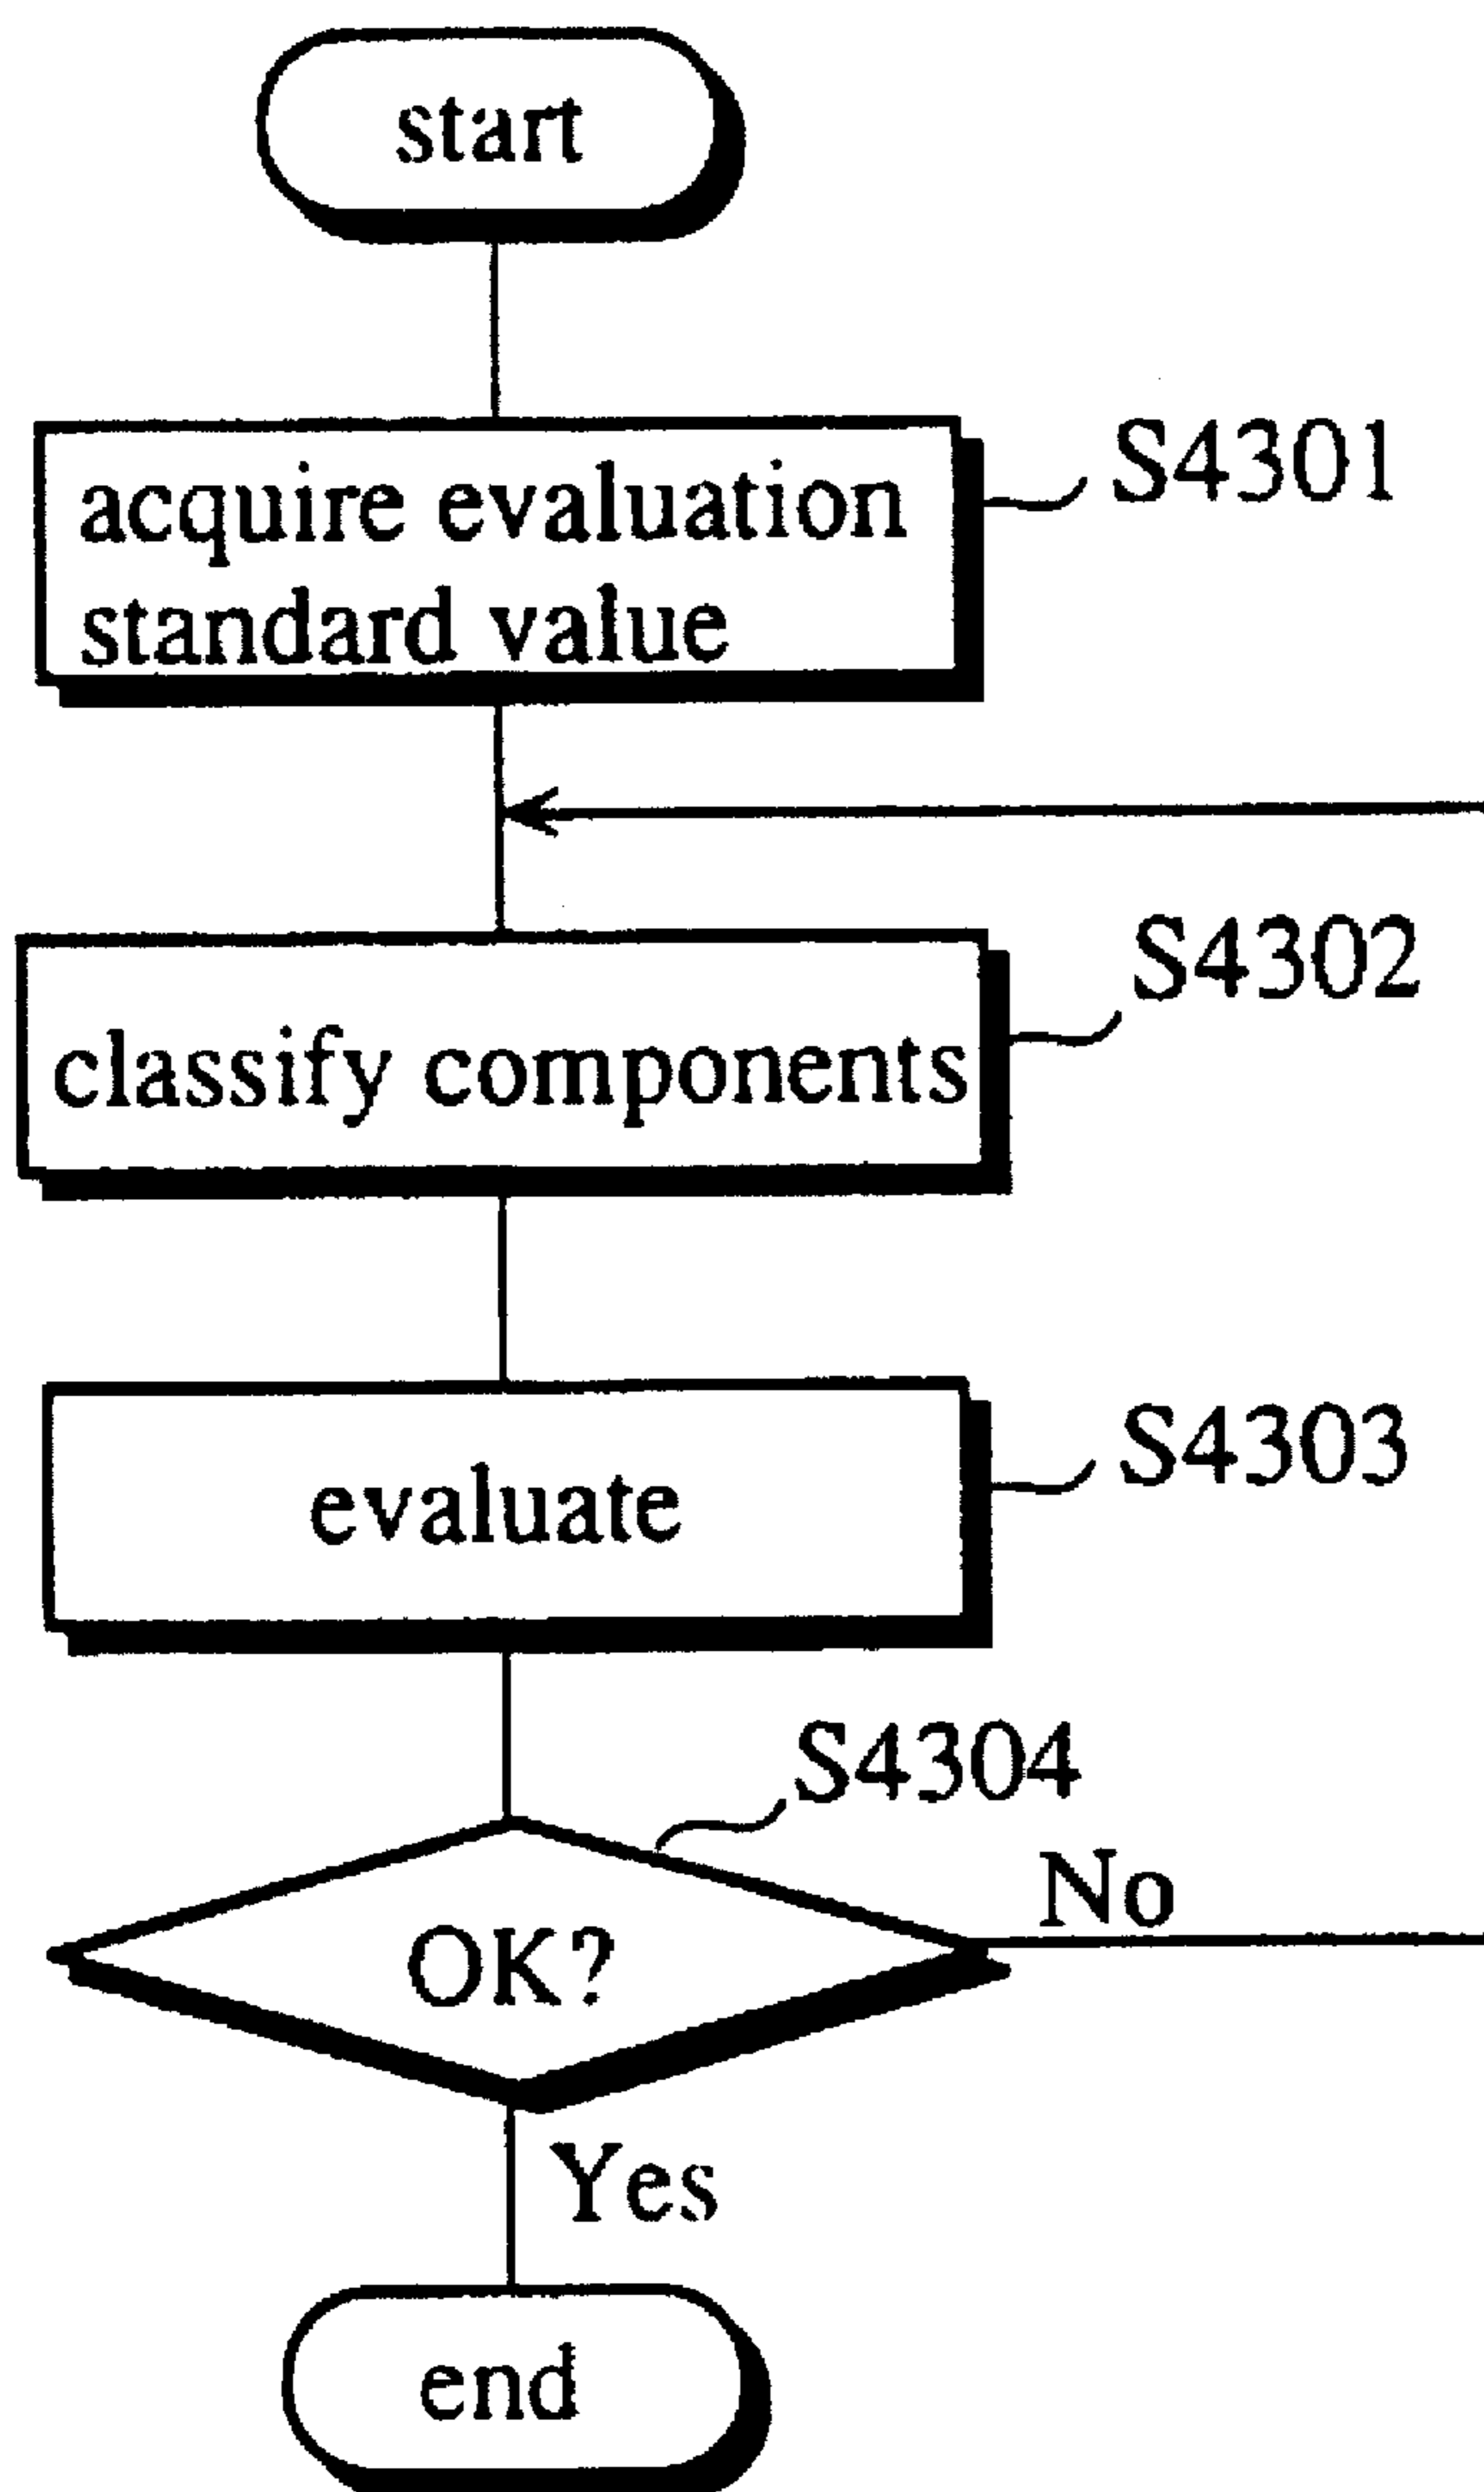 start
acquire evaluation
standard value
S4301
classify components
S4302
evaluate
S4303
S4304
OK?
No
Yes
end